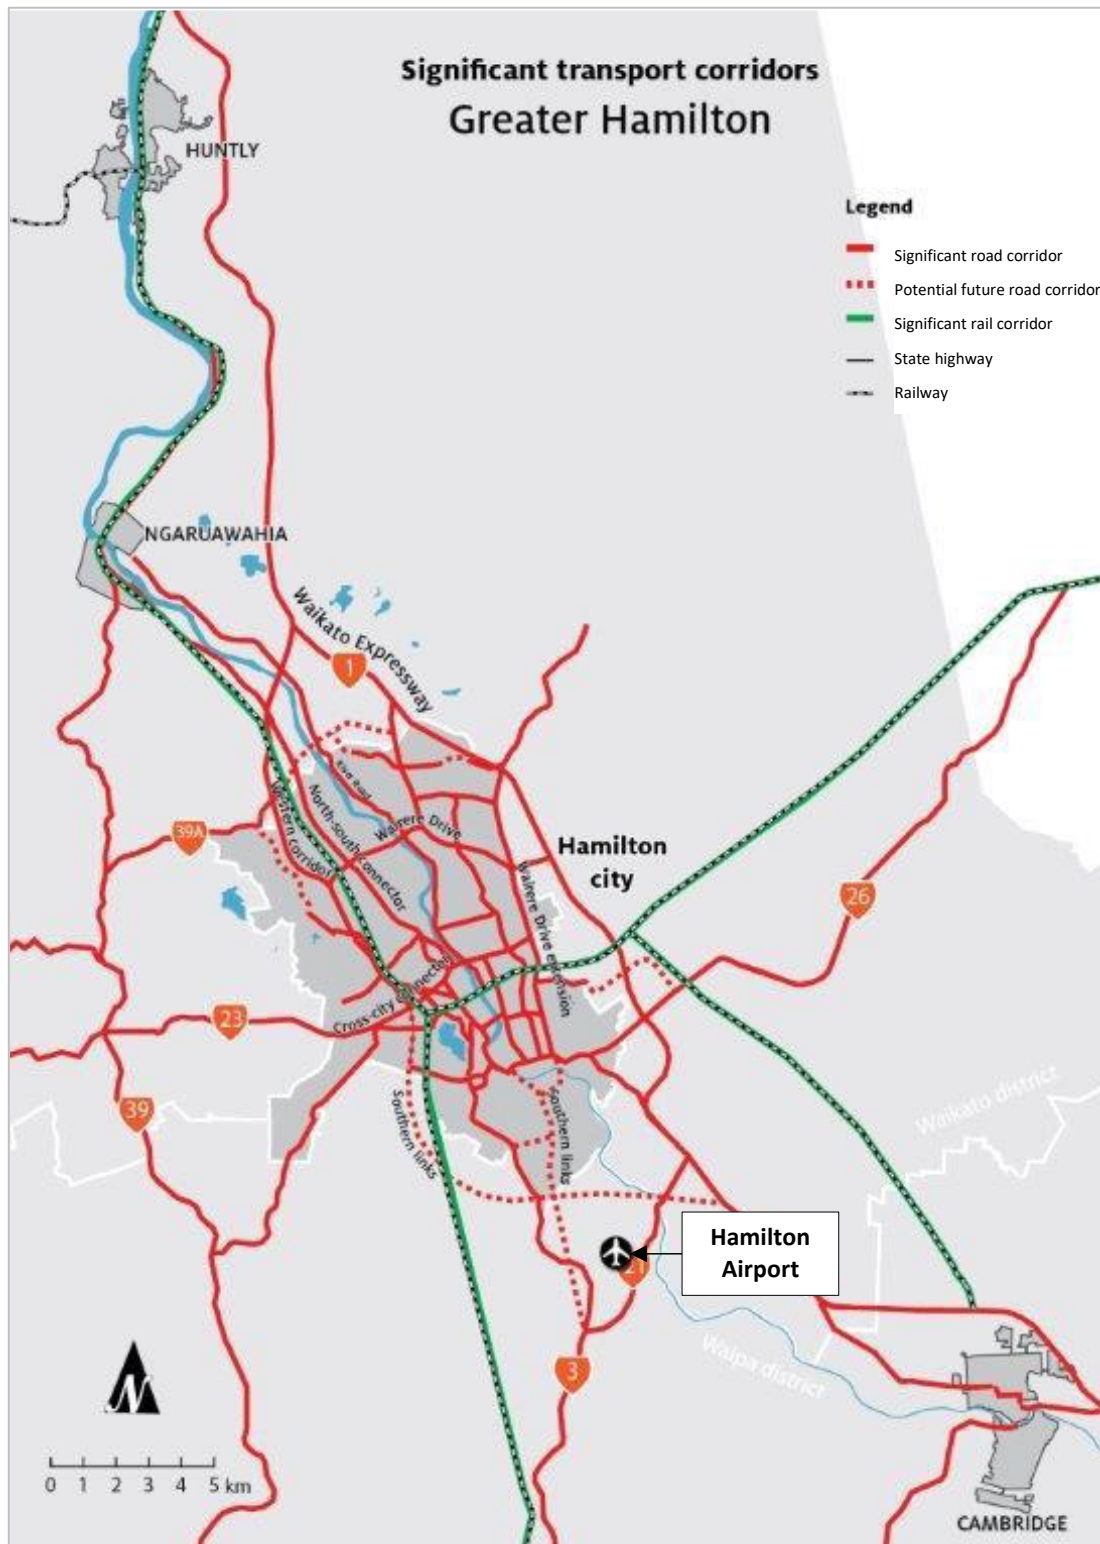 Significant transport corridors
Greater Hamilton
HUNTLY
Legend
Significant road corridor
Potential future road corridor
Significant rail corridor
State highway
Railway
NGARUAWAHIA
Waikato Expressway
1
River Road
Western corridor
North-south connector
Wairere Drive
39A
Hamilton
city
Wairere Drive extension
26
Cross-city connector
23
39
Southern links
Southern links
Waikato district
Hamilton
Airport
21
3
Waipa district
N
0 1 2 3 4 5 km
CAMBRIDGE